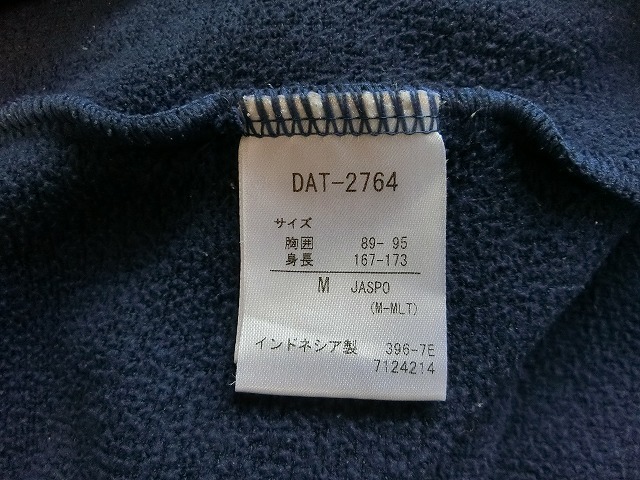 DAT-2764
サイズ
胸囲 89- 95
身長 167-173
M JASPO
(M-MLT)
インドネシア製 396-7E
7124214